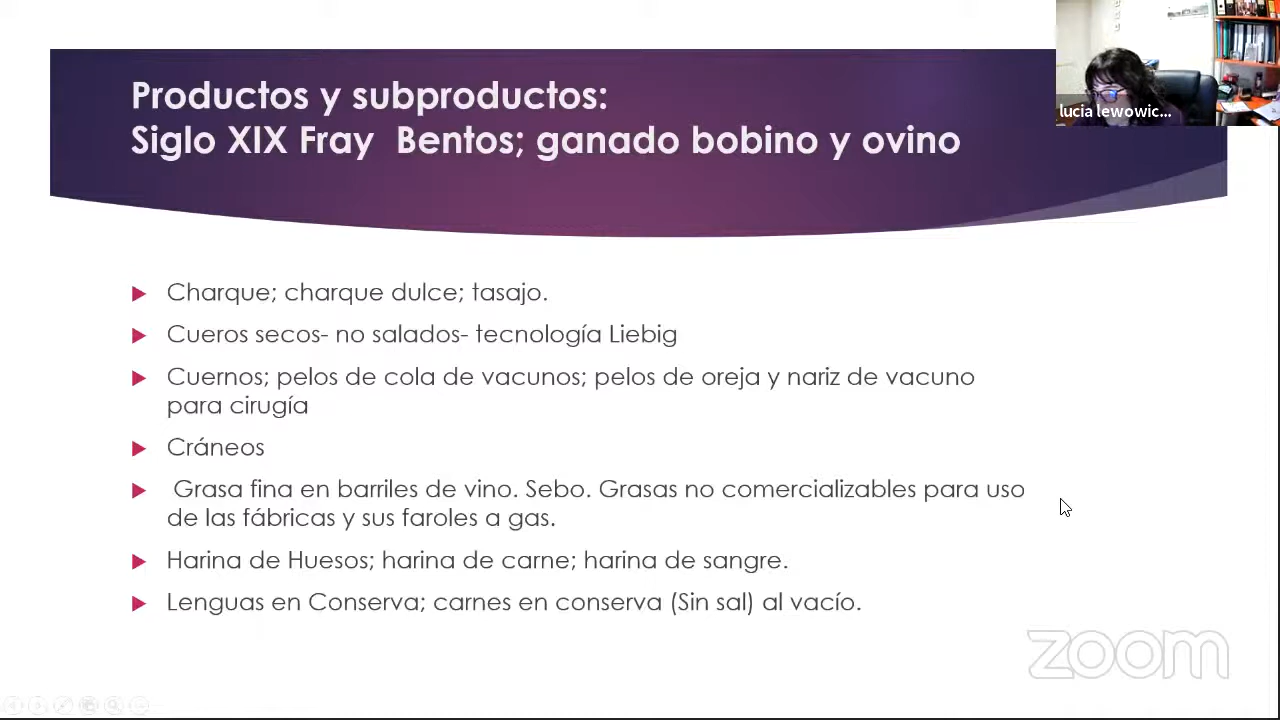 Productos y subproductos:
Siglo XIX Fray Bentos; ganado bobino y ovino
lucia lewowic...
Charque; charque dulce; tasajo.
Cueros secos- no salados- tecnología Liebig
Cuernos; pelos de cola de vacunos; pelos de oreja y nariz de vacuno
para cirugía
Cráneos
Grasa fina en barriles de vino. Sebo. Grasas no comercializables para uso
de las fábricas y sus faroles a gas.
Harina de Huesos; harina de carne; harina de sangre.
Lenguas en Conserva; carnes en conserva (Sin sal) al vacío.
zoom